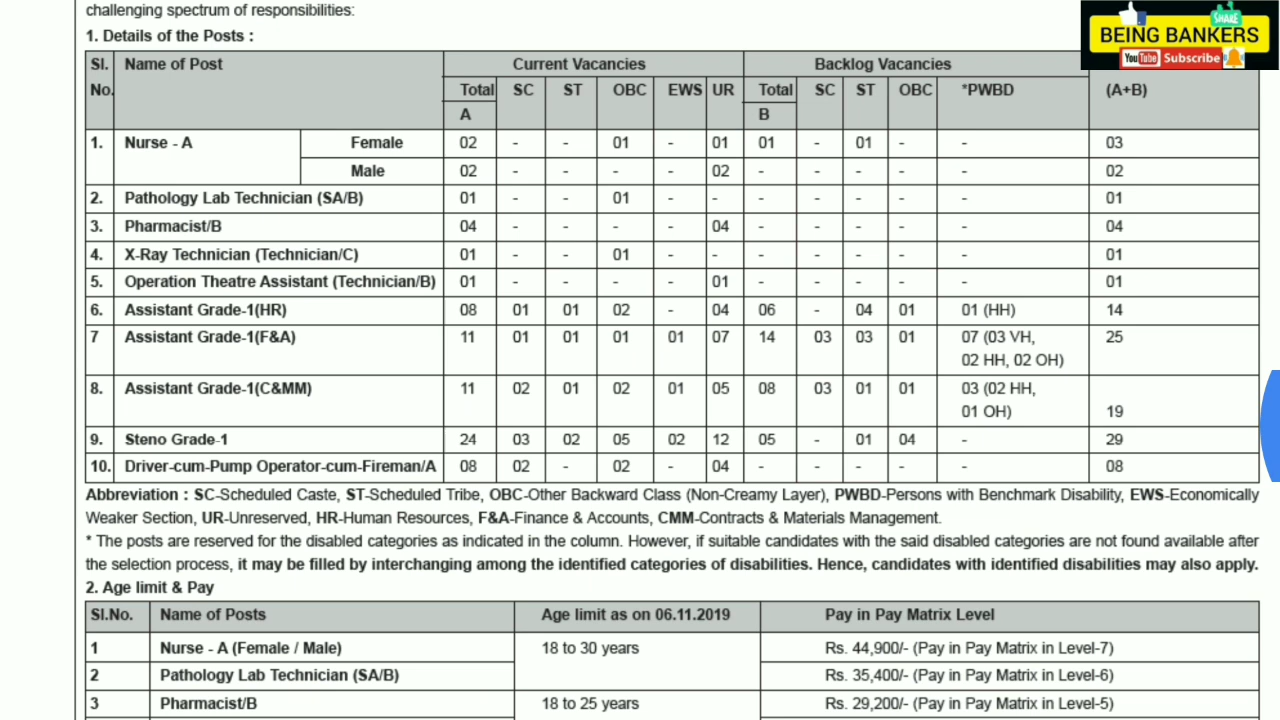 challenging spectrum of responsibilities:
SHARE
BEING BANKERS
YouTube Subscribe
1. Details of the Posts :
Sl. Name of Post Current Vacancies Backlog Vacancies
No. Total SC ST OBC EWS UR Total SC ST OBC *PWBD (A+B)
A B
1. Nurse - A Female 02 - - 01 - 01 01 - 01 - - 03
Male 02 - - - - 02 - - - - - 02
2. Pathology Lab Technician (SA/B) 01 - - 01 - - - - - - - 01
3. Pharmacist/B 04 - - - - 04 - - - - - 04
4. X-Ray Technician (Technician/C) 01 - - 01 - - - - - - - 01
5. Operation Theatre Assistant (Technician/B) 01 - - - - 01 - - - - - 01
6. Assistant Grade-1(HR) 08 01 01 02 - 04 06 - 04 01 01 (HH) 14
7 Assistant Grade-1(F&A) 11 01 01 01 01 07 14 03 03 01 07 (03 VH, 25
02 HH, 02 OH)
8. Assistant Grade-1(C&MM) 11 02 01 02 01 05 08 03 01 01 03 (02 HH,
01 OH) 19
9. Steno Grade-1 24 03 02 05 02 12 05 - 01 04 - 29
10. Driver-cum-Pump Operator-cum-Fireman/A 08 02 - 02 - 04 - - - - - 08
Abbreviation : SC-Scheduled Caste, ST-Scheduled Tribe, OBC-Other Backward Class (Non-Creamy Layer), PWBD-Persons with Benchmark Disability, EWS-Economically
Weaker Section, UR-Unreserved, HR-Human Resources, F&A-Finance & Accounts, CMM-Contracts & Materials Management.
* The posts are reserved for the disabled categories as indicated in the column. However, if suitable candidates with the said disabled categories are not found available after
the selection process, it may be filled by interchanging among the identified categories of disabilities. Hence, candidates with identified disabilities may also apply.
2. Age limit & Pay
Sl.No. Name of Posts Age limit as on 06.11.2019 Pay in Pay Matrix Level
1 Nurse - A (Female / Male) 18 to 30 years Rs. 44,900/- (Pay in Pay Matrix in Level-7)
2 Pathology Lab Technician (SA/B) Rs. 35,400/- (Pay in Pay Matrix in Level-6)
3 Pharmacist/B 18 to 25 years Rs. 29,200/- (Pay in Pay Matrix in Level-5)